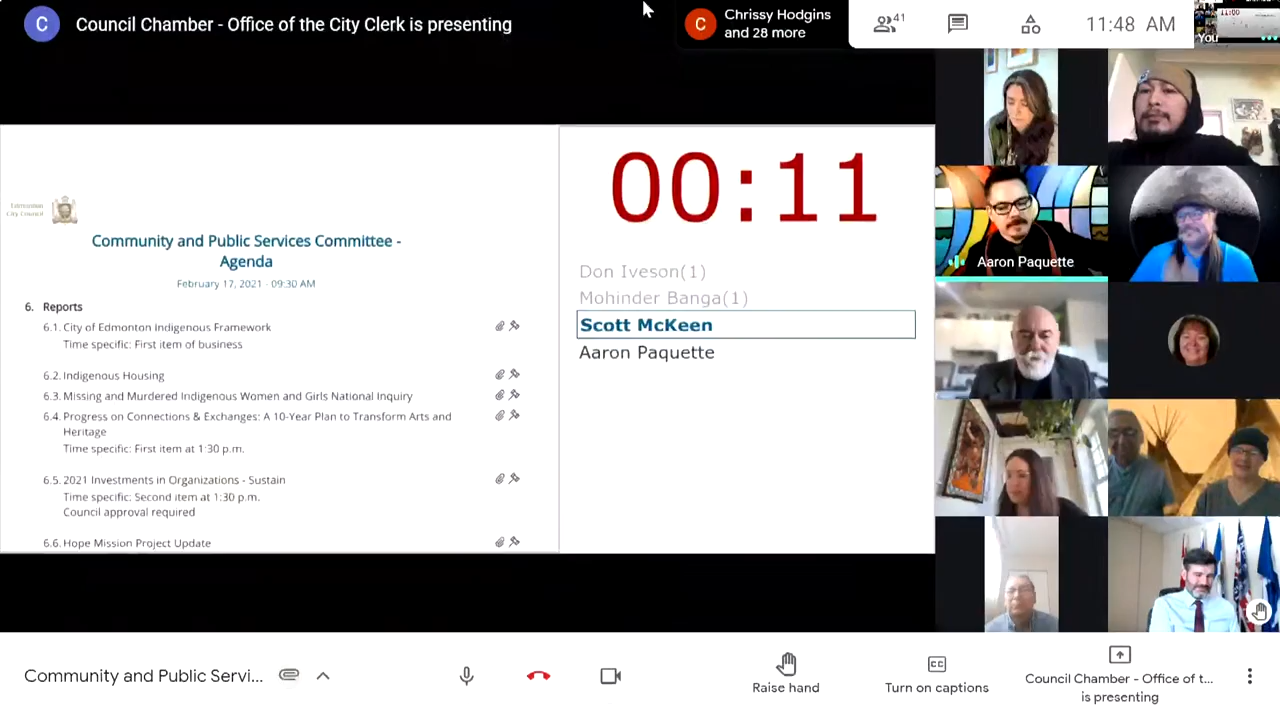 C
Council Chamber - Office of the City Clerk is presenting
C
Chrissy Hodgins
and 28 more
41
11:48 AM
You
Edmonton
City Council
Community and Public Services Committee -
Agenda
February 17, 2021 - 09:30 AM
6. Reports
6.1. City of Edmonton Indigenous Framework
Time specific: First item of business
6.2. Indigenous Housing
6.3. Missing and Murdered Indigenous Women and Girls National Inquiry
6.4. Progress on Connections & Exchanges: A 10-Year Plan to Transform Arts and
Heritage
Time specific: First item at 1:30 p.m.
6.5. 2021 Investments in Organizations - Sustain
Time specific: Second item at 1:30 p.m.
Council approval required
6.6. Hope Mission Project Update
00:11
Don Iveson(1)
Mohinder Banga(1)
Scott McKeen
Aaron Paquette
Aaron Paquette
Community and Public Servi...
Raise hand
CC
Turn on captions
Council Chamber - Office of t...
is presenting